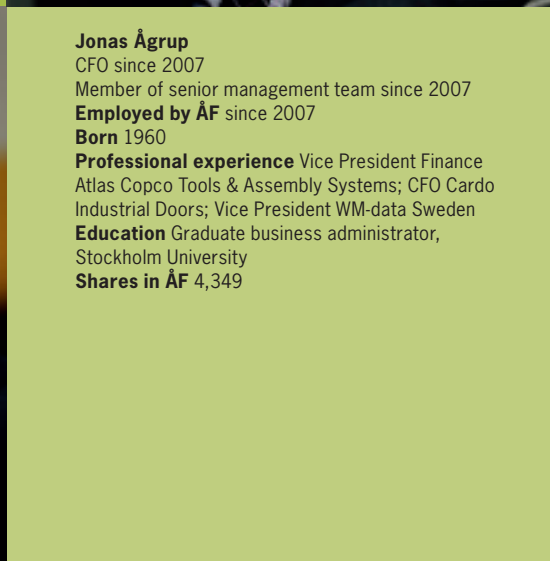 Jonas Ågrup
CFO since 2007
Member of senior management team since 2007
Employed by ÅF since 2007
Born 1960
Professional experience Vice President Finance
Atlas Copco Tools & Assembly Systems; CFO Cardo
Industrial Doors; Vice President WM-data Sweden
Education Graduate business administrator,
Stockholm University
Shares in ÅF 4,349